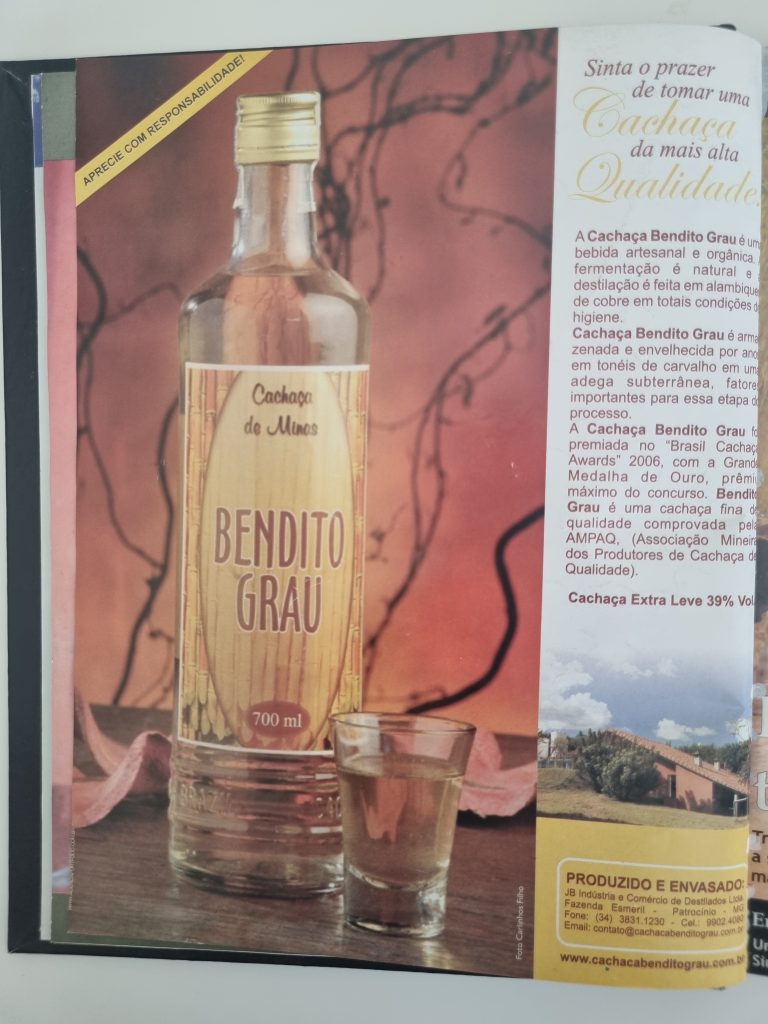 APRECIE COM RESPONSABILIDADE!
Cachaça
de Minas
BENDITO
GRAU
700 ml
Foto Carlinhos Filho
Sinta o prazer
de tomar uma
Cachaça
da mais alta
Qualidade.
A Cachaça Bendito Grau é um
bebida artesanal e orgânica.
fermentação é natural e
destilação é feita em alambique
de cobre em totais condições d
higiene.
Cachaça Bendito Grau é arma
zenada e envelhecida por ano
em tonéis de carvalho em um
adega subterrânea, fatore
importantes para essa etapa d
processo.
A Cachaça Bendito Grau fo
premiada no “Brasil Cachaç
Awards” 2006, com a Grand
Medalha de Ouro, prêmi
máximo do concurso. Bendit
Grau é uma cachaça fina d
qualidade comprovada pel
AMPAQ, (Associação Mineir
dos Produtores de Cachaça d
Qualidade).
Cachaça Extra Leve 39% Vol
PRODUZIDO E ENVASADO:
JB Indústria e Comércio de Destilados Ltda
Fazenda Esmeril - Patrocínio - MG
Fone: (34) 3831.1230 - Cel.: 9902.4080
Email: contato@cachacabenditograu.com.br
www.cachacabenditograu.com.br